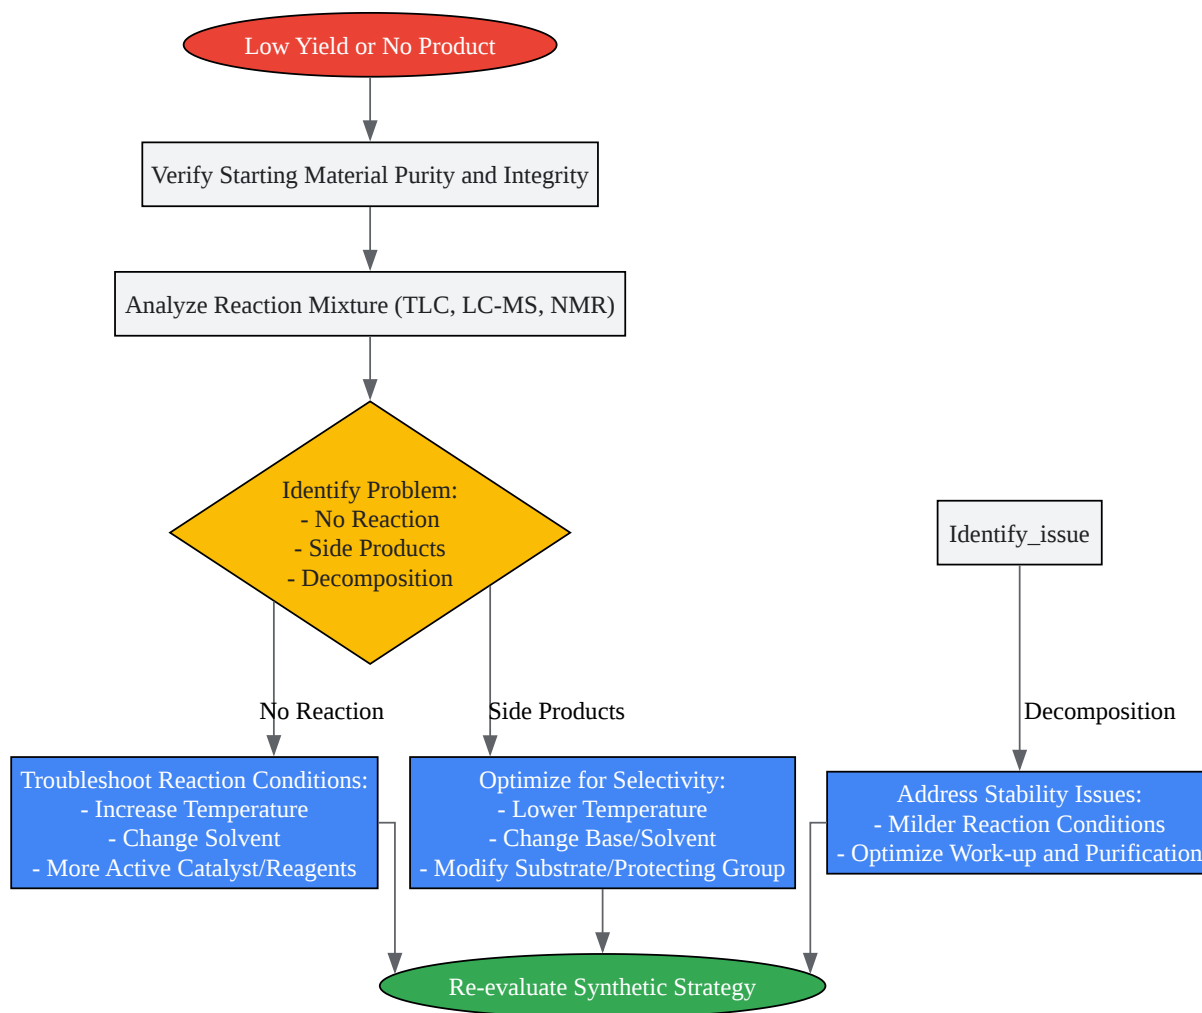 Low Yield or No Product
Verify Starting Material Purity and Integrity
Analyze Reaction Mixture (TLC, LC-MS, NMR)
Identify Problem:
- No Reaction
- Side Products
- Decomposition
Identify_issue
No Reaction
Side Products
Decomposition
Troubleshoot Reaction Conditions:
- Increase Temperature
- Change Solvent
- More Active Catalyst/Reagents
Optimize for Selectivity:
- Lower Temperature
- Change Base/Solvent
- Modify Substrate/Protecting Group
Address Stability Issues:
- Milder Reaction Conditions
- Optimize Work-up and Purification
Re-evaluate Synthetic Strategy